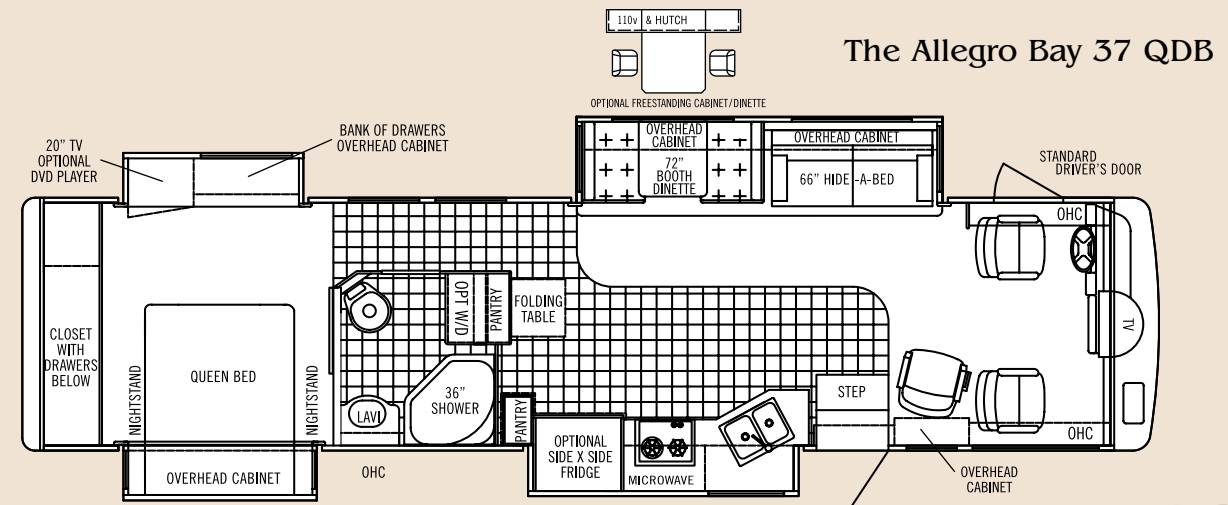 110v & HUTCH
The Allegro Bay 37 QDB
OPTIONAL FREESTANDING CABINET/DINETTE
20" TV
OPTIONAL
DVD PLAYER
BANK OF DRAWERS
OVERHEAD CABINET
OVERHEAD
CABINET
72"
BOOTH
DINETTE
OVERHEAD CABINET
66" HIDE-A-BED
STANDARD
DRIVER'S DOOR
OHC
CLOSET
WITH
DRAWERS
BELOW
NIGHTSTAND
QUEEN BED
NIGHTSTAND
OPT W/D
PANTRY
FOLDING
TABLE
TV
LAVI
36"
SHOWER
PANTRY
STEP
OPTIONAL
SIDE X SIDE
FRIDGE
MICROWAVE
OHC
OVERHEAD CABINET
OHC
OVERHEAD
CABINET